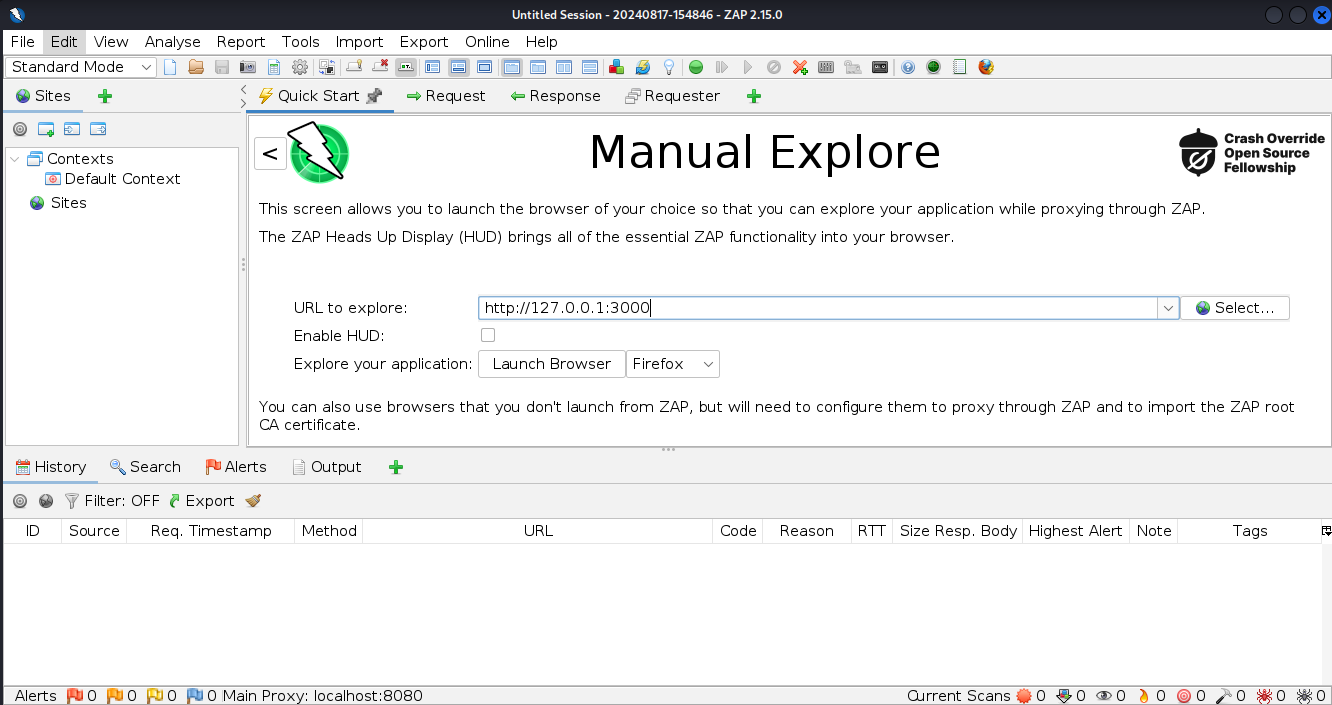 Untitled Session - 20240817-154846 - ZAP 2.15.0
File Edit View Analyse Report Tools Import Export Online Help
Standard Mode
Sites
Quick Start Request Response Requester
Contexts
Default Context
Sites
<
Manual Explore
Crash Override
Open Source
Fellowship
This screen allows you to launch the browser of your choice so that you can explore your application while proxying through ZAP.
The ZAP Heads Up Display (HUD) brings all of the essential ZAP functionality into your browser.
URL to explore: http://127.0.0.1:3000 Select...
Enable HUD:
Explore your application: Launch Browser Firefox
You can also use browsers that you don't launch from ZAP, but will need to configure them to proxy through ZAP and to import the ZAP root
CA certificate.
History Search Alerts Output
Filter: OFF Export
ID Source Req. Timestamp Method URL Code Reason RTT Size Resp. Body Highest Alert Note Tags
Alerts 0 0 0 0 Main Proxy: localhost:8080 Current Scans 0 0 0 0 0 0 0 0